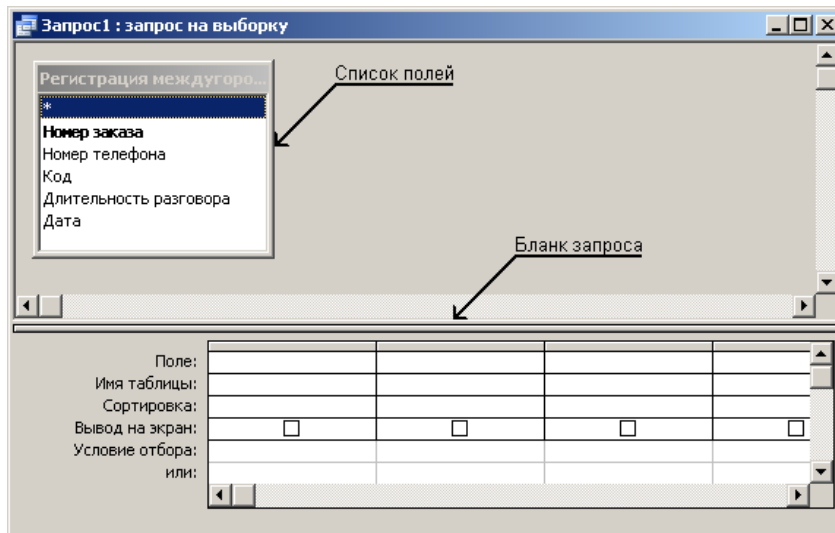 Запрос1 : запрос на выборку
Регистрация междугоро...
Список полей
*
Номер заказа
Номер телефона
Код
Длительность разговора
Дата
Бланк запроса
Поле:
Имя таблицы:
Сортировка:
Вывод на экран:
Условие отбора:
или: